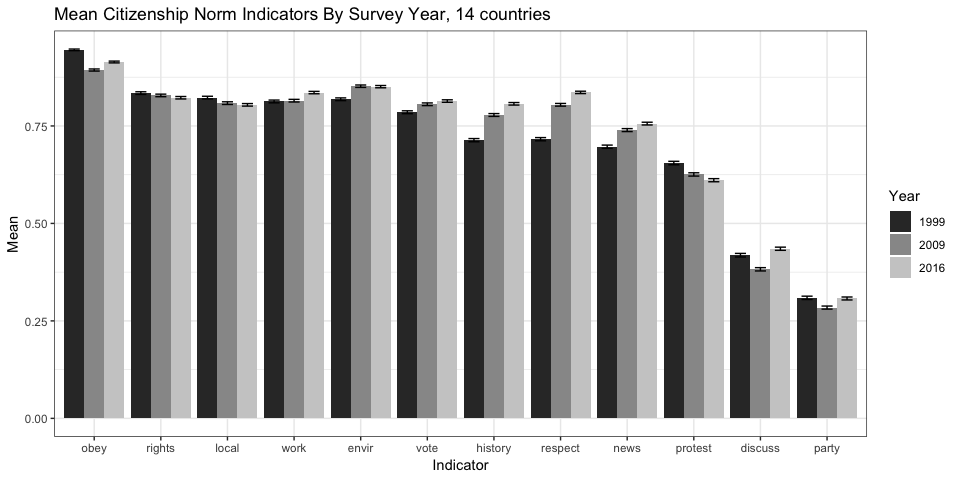 Mean Citizenship Norm Indicators By Survey Year, 14 countries
Mean
0.75
0.50
0.25
0.00
obey rights local work envir vote history respect news protest discuss party
Indicator
Year
1999
2009
2016